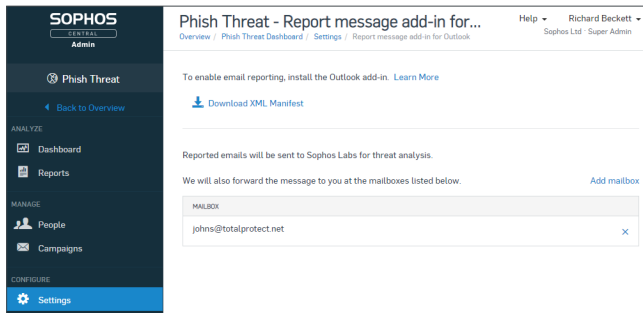 SOPHOS
CENTRAL
Admin
Phish Threat
Back to Overview
ANALYZE
Dashboard
Reports
MANAGE
People
Campaigns
CONFIGURE
Settings
Phish Threat - Report message add-in for...
Overview / Phish Threat Dashboard / Settings / Report message add-in for Outlook
Help
Richard Beckett
Sophos Ltd · Super Admin
To enable email reporting, install the Outlook add-in. Learn More
Download XML Manifest
Reported emails will be sent to Sophos Labs for threat analysis.
We will also forward the message to you at the mailboxes listed below.
Add mailbox
MAILBOX
johns@totalprotect.net